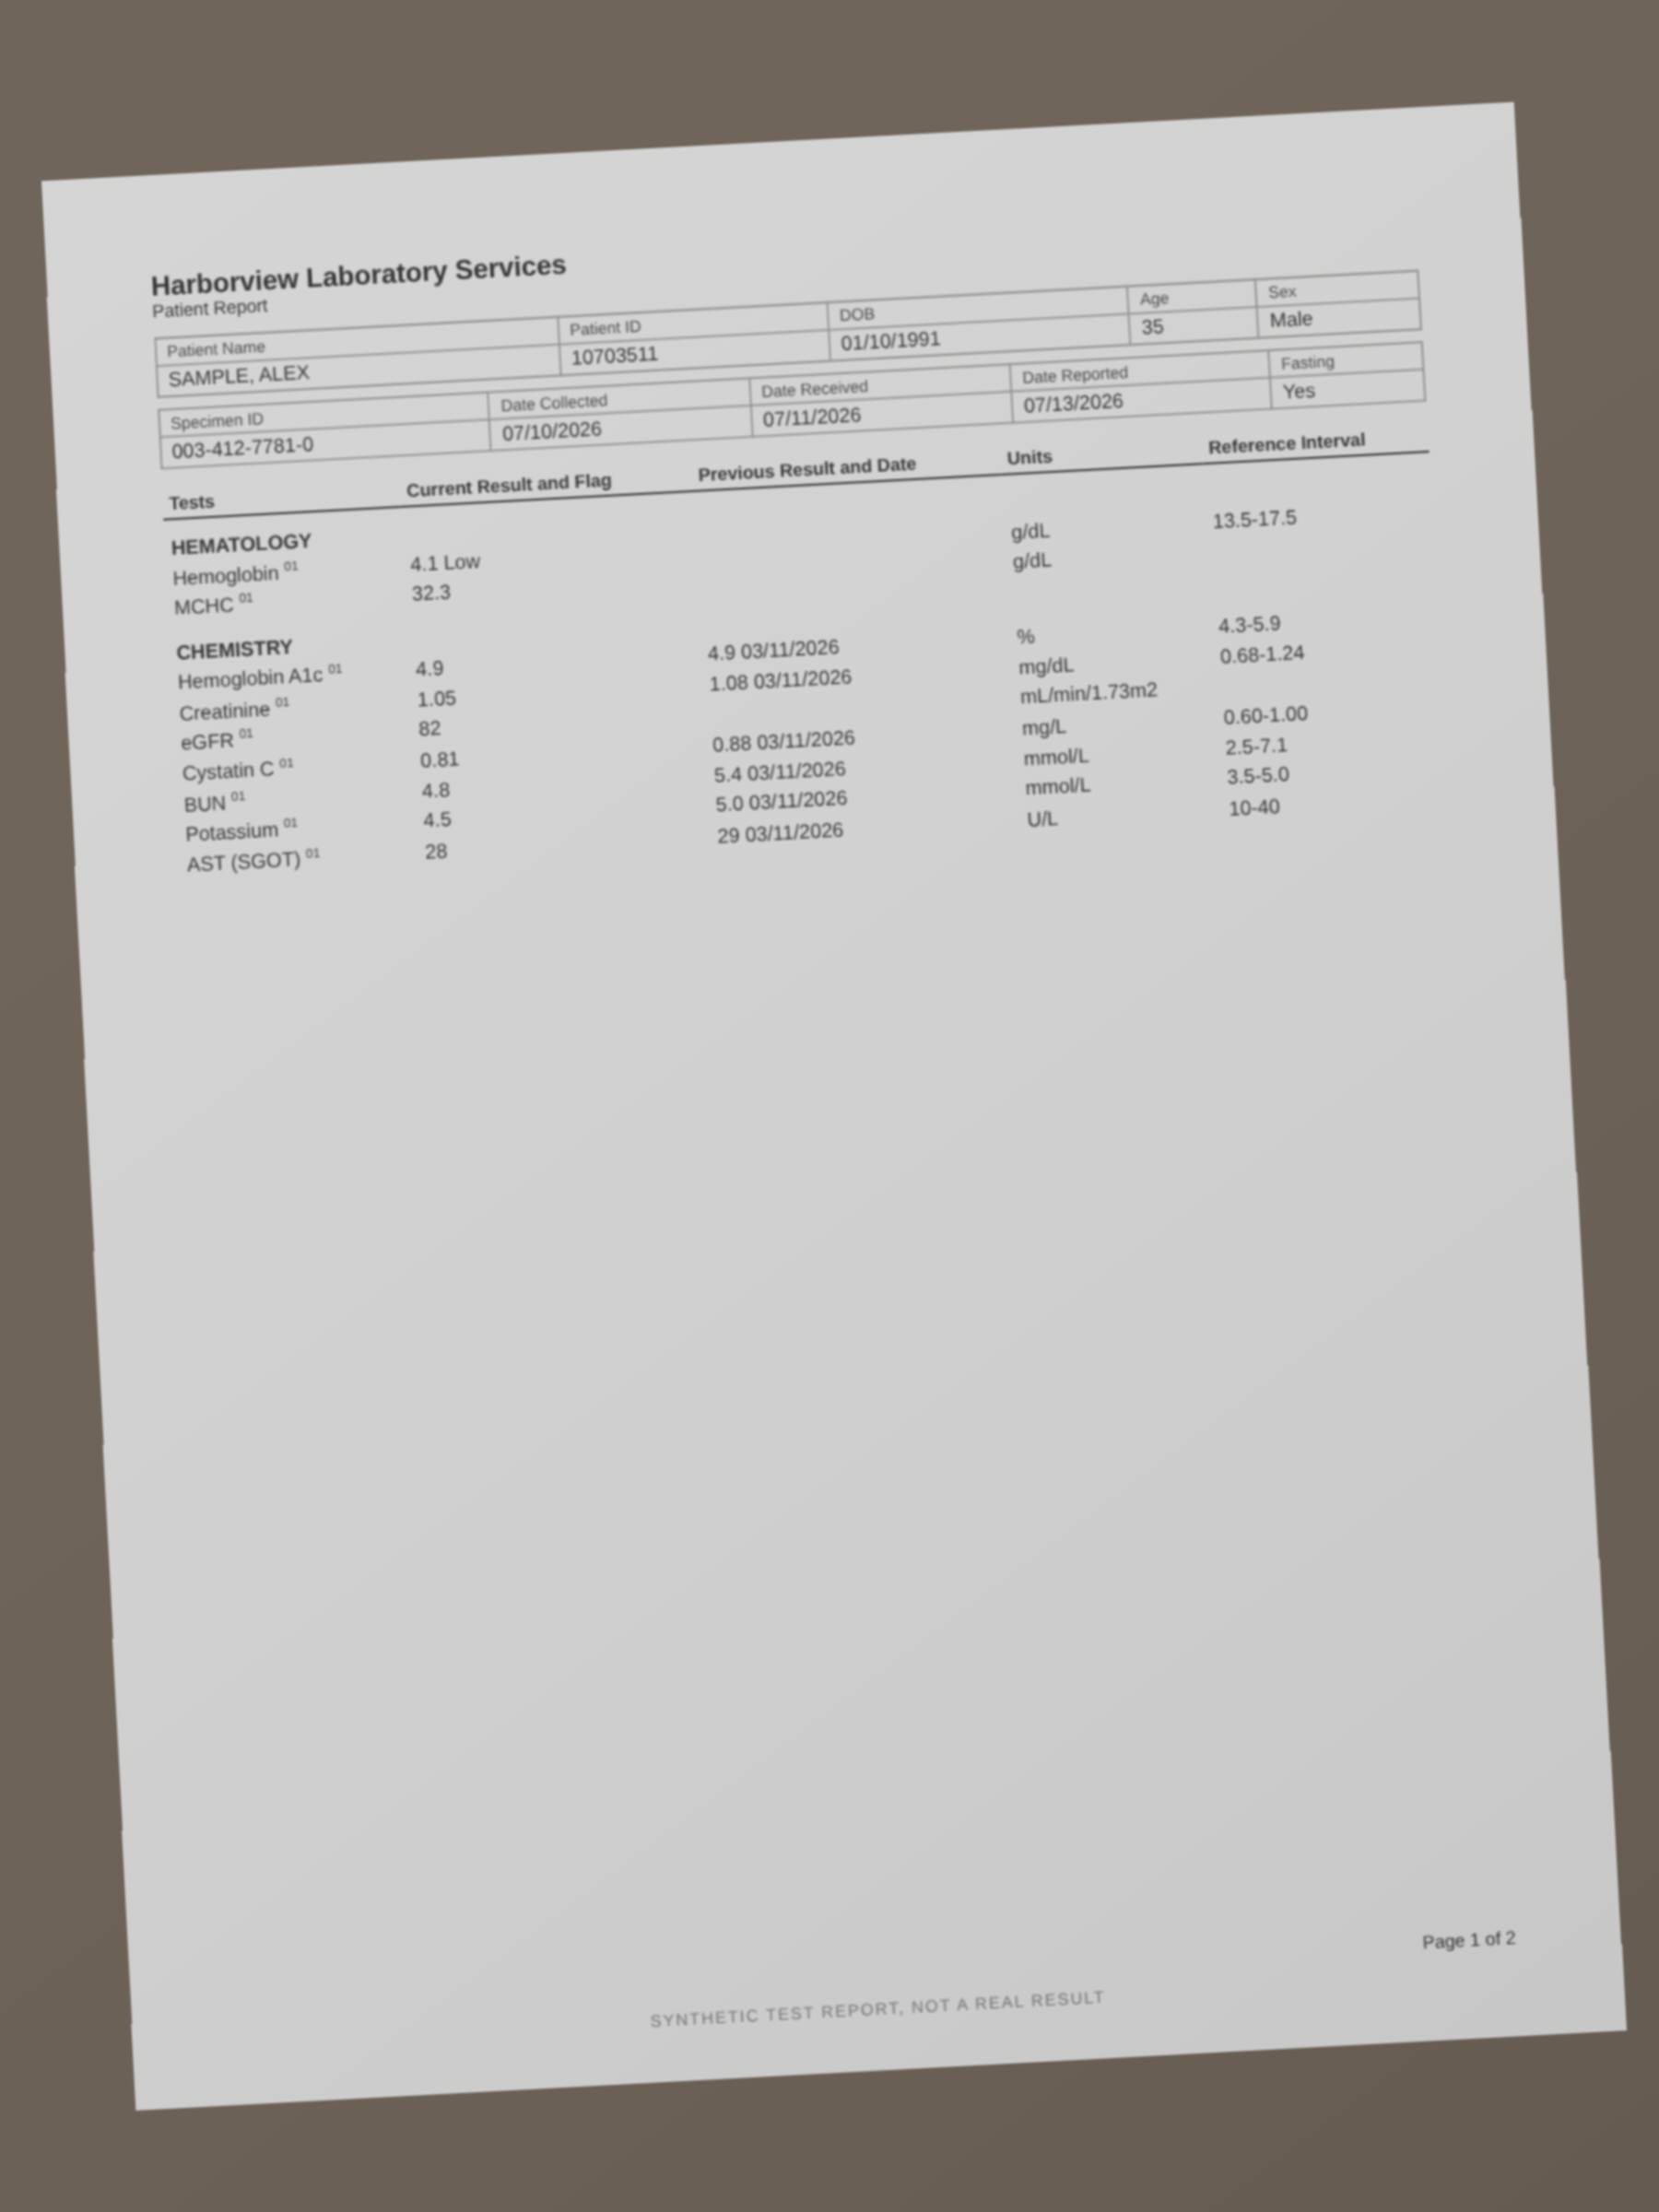 Harborview Laboratory Services
Patient Report
Patient Name Patient ID DOB Age Sex
SAMPLE, ALEX 10703511 01/10/1991 35 Male
Specimen ID Date Collected Date Received Date Reported Fasting
003-412-7781-0 07/10/2026 07/11/2026 07/13/2026 Yes
Tests Current Result and Flag Previous Result and Date Units Reference Interval
HEMATOLOGY
Hemoglobin 01 4.1 Low g/dL 13.5-17.5
MCHC 01 32.3 g/dL
CHEMISTRY
Hemoglobin A1c 01 4.9 4.9 03/11/2026 % 4.3-5.9
Creatinine 01 1.05 1.08 03/11/2026 mg/dL 0.68-1.24
eGFR 01 82 mL/min/1.73m2
Cystatin C 01 0.81 0.88 03/11/2026 mg/L 0.60-1.00
BUN 01 4.8 5.4 03/11/2026 mmol/L 2.5-7.1
Potassium 01 4.5 5.0 03/11/2026 mmol/L 3.5-5.0
AST (SGOT) 01 28 29 03/11/2026 U/L 10-40
Page 1 of 2
SYNTHETIC TEST REPORT, NOT A REAL RESULT